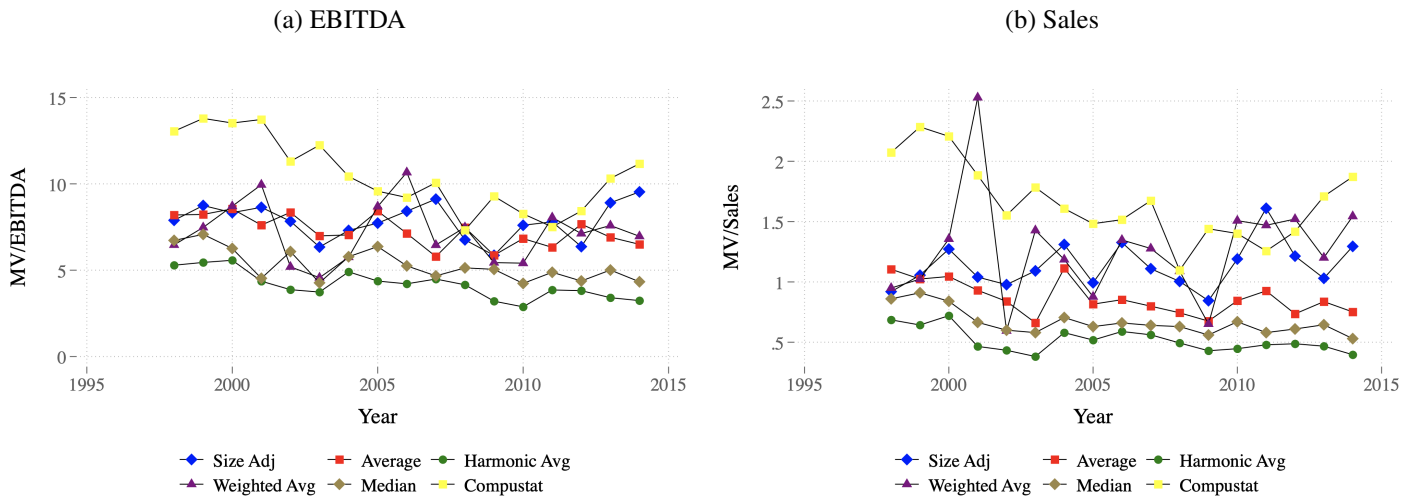 (a) EBITDA
15
10
5
0
MV/EBITDA
1995 2000 2005 2010 2015
Year
Size Adj Average Harmonic Avg
Weighted Avg Median Compustat
(b) Sales
2.5
2
1.5
1
.5
MV/Sales
1995 2000 2005 2010 2015
Year
Size Adj Average Harmonic Avg
Weighted Avg Median Compustat